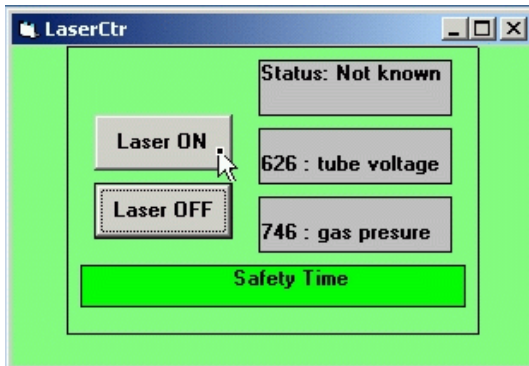 LaserCtr
Status: Not known
Laser ON
626 : tube voltage
Laser OFF
746 : gas presure
Safety Time